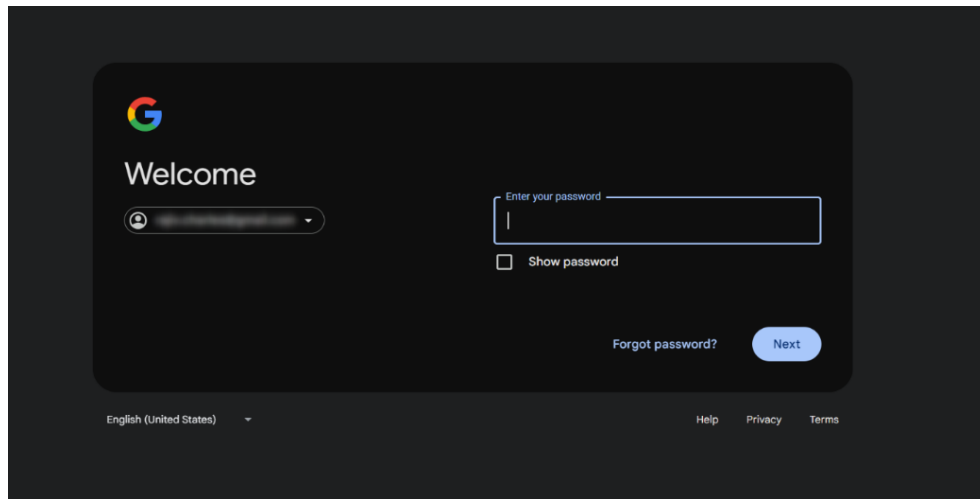 Welcome
Enter your password
Show password
Forgot password?
Next
English (United States)
Help
Privacy
Terms